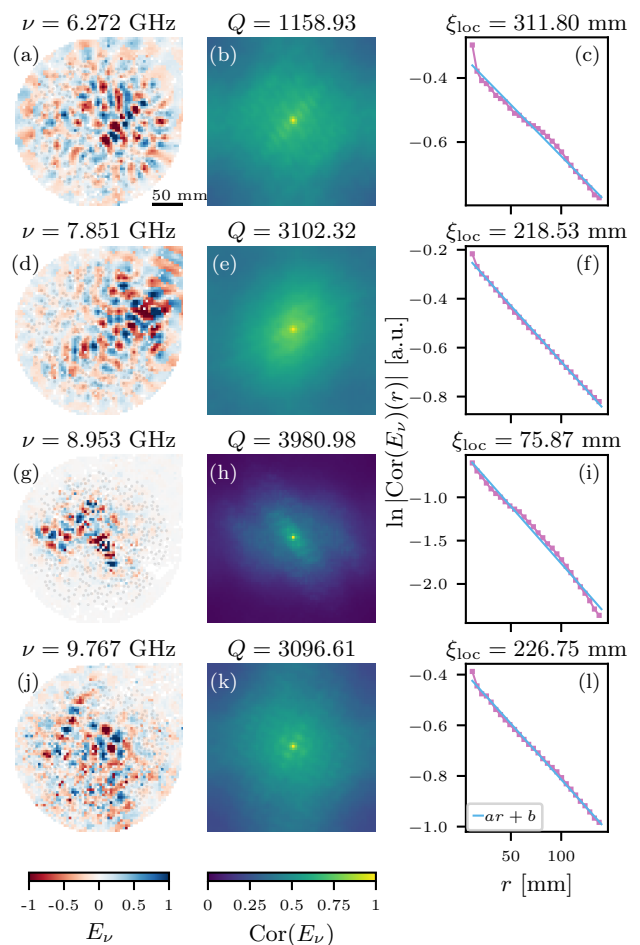 ν = 6.272 GHz Q = 1158.93 ξloc = 311.80 mm
(a) (b) (c)
−0.4
−0.6
50 mm
ν = 7.851 GHz Q = 3102.32 ξloc = 218.53 mm
(d) (e) (f)
−0.2
−0.4
−0.6
−0.8
ln |Cor(Eν)(r)| [a.u.]
ν = 8.953 GHz Q = 3980.98 ξloc = 75.87 mm
(g) (h) (i)
−1.0
−1.5
−2.0
ν = 9.767 GHz Q = 3096.61 ξloc = 226.75 mm
(j) (k) (l)
−0.4
−0.6
−0.8
−1.0
ar + b
50 100
r [mm]
-1 -0.5 0 0.5 1
Eν
0 0.25 0.5 0.75 1
Cor(Eν)